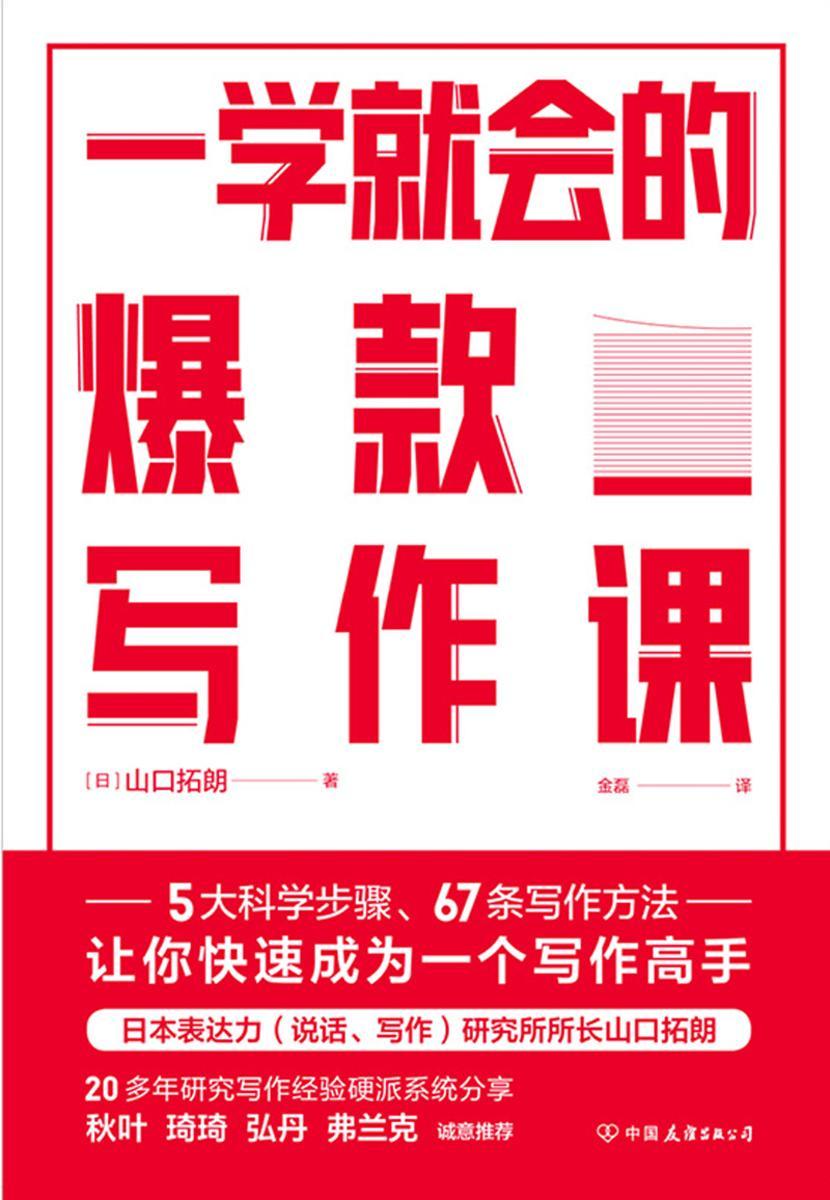 一学就会的
爆款
写作课
[日]山口拓朗 著
金磊 译
5大科学步骤、67条写作方法
让你快速成为一个写作高手
日本表达力（说话、写作）研究所所长山口拓朗
20多年研究写作经验硬派系统分享
秋叶 琦琦 弘丹 弗兰克 诚意推荐
中国友谊出版公司